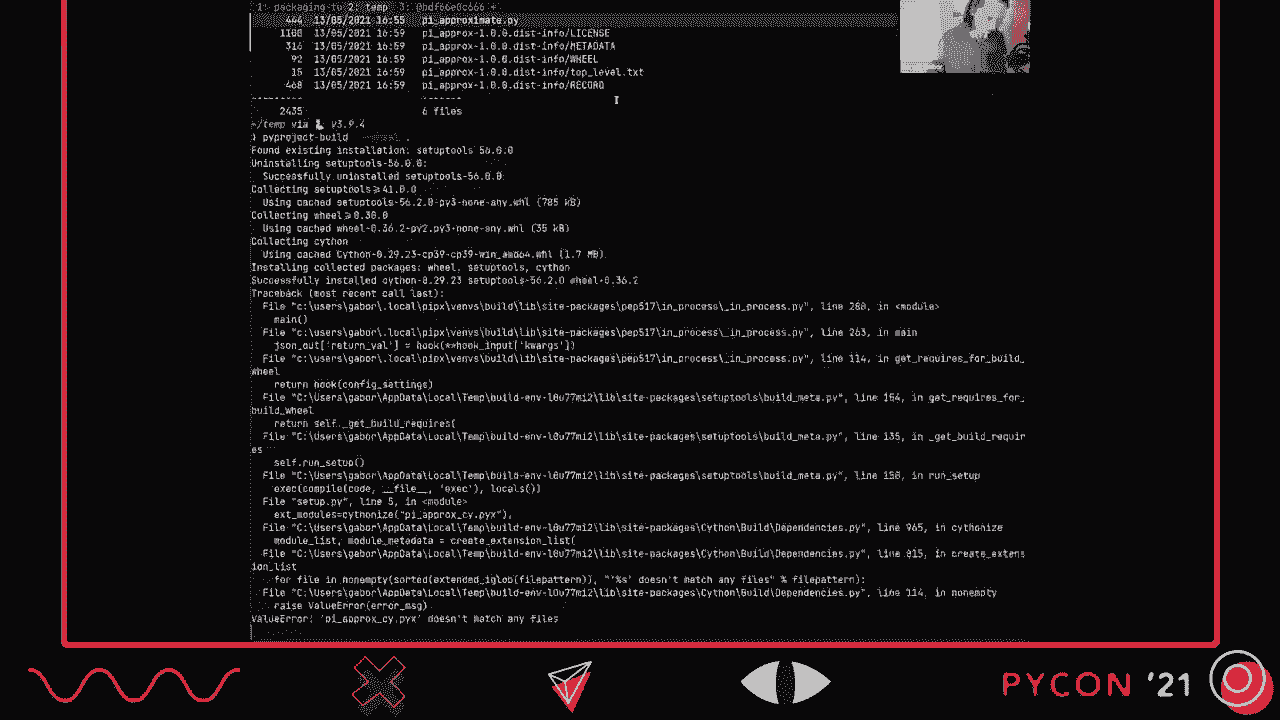 1: packaging-tu 2: temp 3: @bdf66e0c666 +
444 13/05/2021 16:55 pi_approximate.py
1100 13/05/2021 16:59 pi_approx-1.0.0.dist-info/LICENSE
316 13/05/2021 16:59 pi_approx-1.0.0.dist-info/METADATA
92 13/05/2021 16:59 pi_approx-1.0.0.dist-info/WHEEL
15 13/05/2021 16:59 pi_approx-1.0.0.dist-info/top_level.txt
468 13/05/2021 16:59 pi_approx-1.0.0.dist-info/RECORD
--------- -------
2435 6 files
~/temp via v3.9.4
❯ pyproject-build
Found existing installation: setuptools 56.0.0
Uninstalling setuptools-56.0.0:
Successfully uninstalled setuptools-56.0.0
Collecting setuptools>=41.0.0
Using cached setuptools-56.2.0-py3-none-any.whl (785 kB)
Collecting wheel>=0.30.0
Using cached wheel-0.36.2-py2.py3-none-any.whl (35 kB)
Collecting cython
Using cached Cython-0.29.23-cp39-cp39-win_amd64.whl (1.7 MB)
Installing collected packages: wheel, setuptools, cython
Successfully installed cython-0.29.23 setuptools-56.2.0 wheel-0.36.2
Traceback (most recent call last):
File "c:\users\gabor\.local\pipx\venvs\build\lib\site-packages\pep517\in_process\_in_process.py", line 280, in <module>
main()
File "c:\users\gabor\.local\pipx\venvs\build\lib\site-packages\pep517\in_process\_in_process.py", line 263, in main
json_out['return_val'] = hook(**hook_input['kwargs'])
File "c:\users\gabor\.local\pipx\venvs\build\lib\site-packages\pep517\in_process\_in_process.py", line 114, in get_requires_for_build_
wheel
return hook(config_settings)
File "C:\Users\gabor\AppData\Local\Temp\build-env-l0u77mi2\lib\site-packages\setuptools\build_meta.py", line 154, in get_requires_for_
build_wheel
return self._get_build_requires(
File "C:\Users\gabor\AppData\Local\Temp\build-env-l0u77mi2\lib\site-packages\setuptools\build_meta.py", line 135, in _get_build_requir
es
self.run_setup()
File "C:\Users\gabor\AppData\Local\Temp\build-env-l0u77mi2\lib\site-packages\setuptools\build_meta.py", line 150, in run_setup
exec(compile(code, __file__, 'exec'), locals())
File "setup.py", line 5, in <module>
ext_modules=cythonize("pi_approx_cy.pyx"),
File "C:\Users\gabor\AppData\Local\Temp\build-env-l0u77mi2\lib\site-packages\Cython\Build\Dependencies.py", line 965, in cythonize
module_list, module_metadata = create_extension_list(
File "C:\Users\gabor\AppData\Local\Temp\build-env-l0u77mi2\lib\site-packages\Cython\Build\Dependencies.py", line 815, in create_extens
ion_list
for file in nonempty(sorted(extended_iglob(filepattern)), "'%s' doesn't match any files" % filepattern):
File "C:\Users\gabor\AppData\Local\Temp\build-env-l0u77mi2\lib\site-packages\Cython\Build\Dependencies.py", line 114, in nonempty
raise ValueError(error_msg)
ValueError: 'pi_approx_cy.pyx' doesn't match any files
PYCON '21